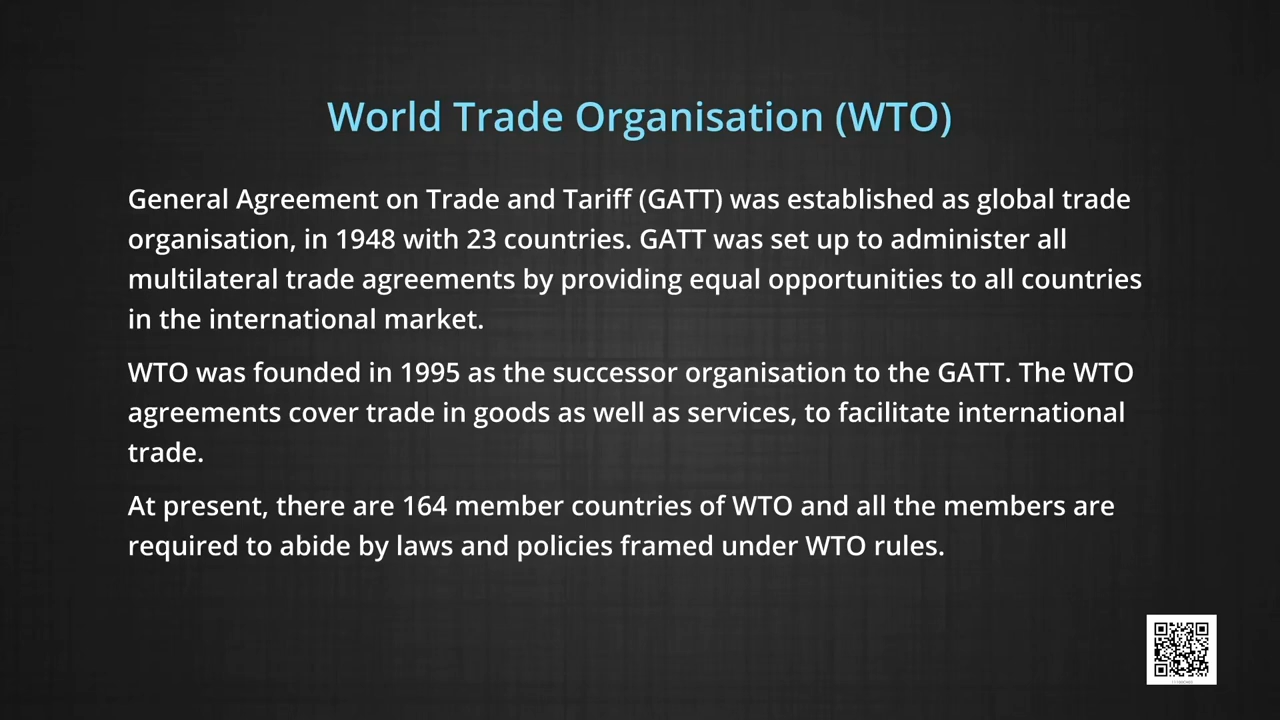 World Trade Organisation (WTO)
General Agreement on Trade and Tariff (GATT) was established as global trade
organisation, in 1948 with 23 countries. GATT was set up to administer all
multilateral trade agreements by providing equal opportunities to all countries
in the international market.
WTO was founded in 1995 as the successor organisation to the GATT. The WTO
agreements cover trade in goods as well as services, to facilitate international
trade.
At present, there are 164 member countries of WTO and all the members are
required to abide by laws and policies framed under WTO rules.